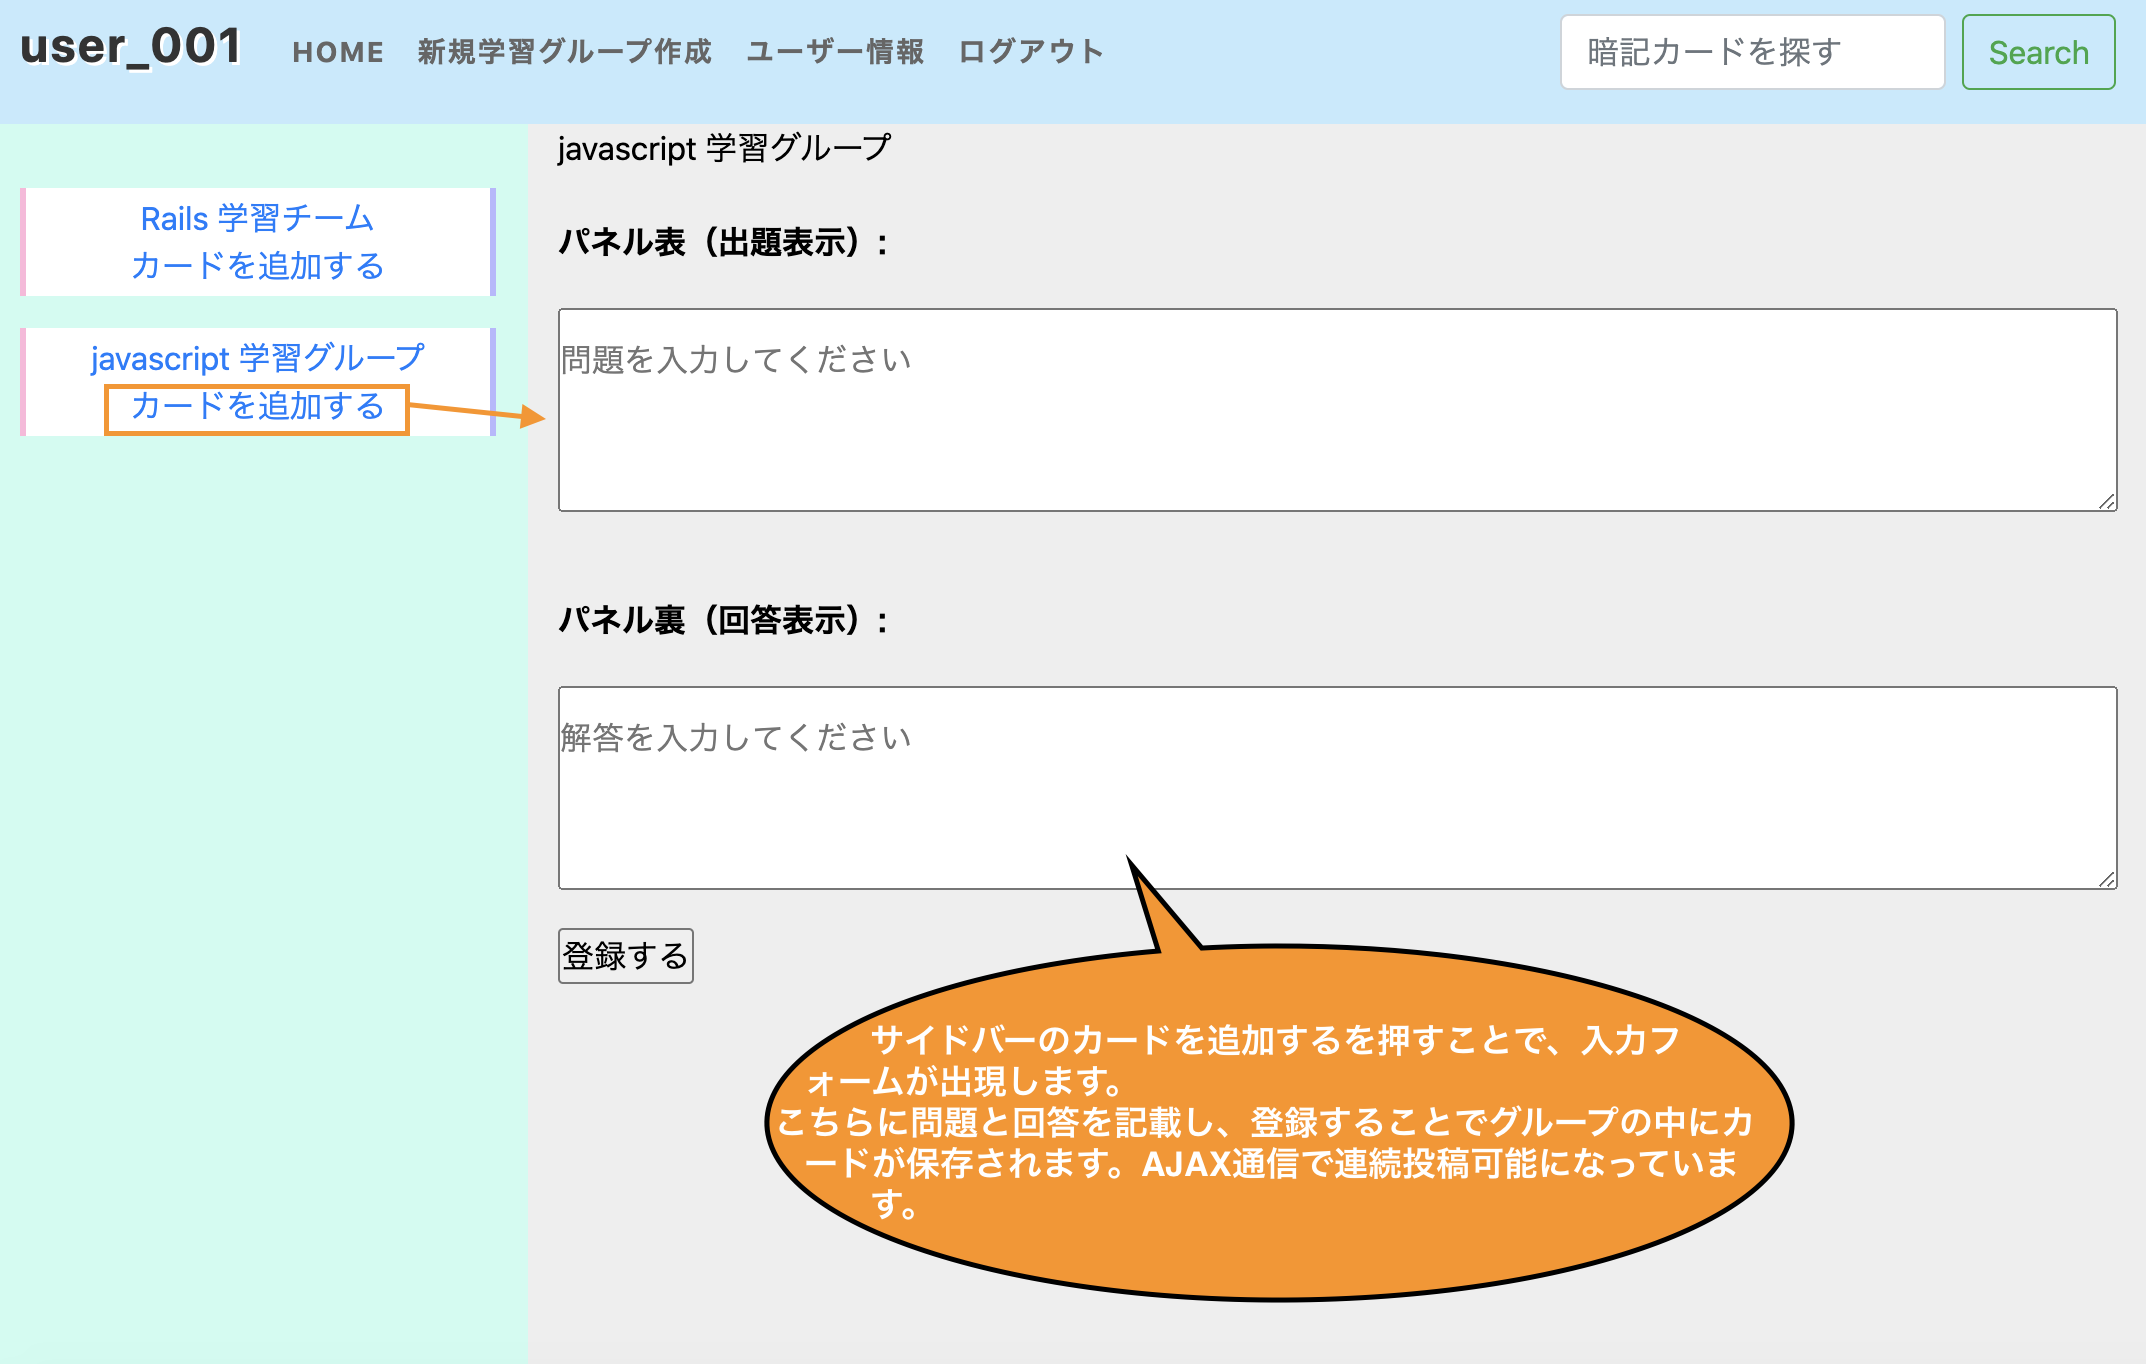 user_001 HOME 新規学習グループ作成 ユーザー情報 ログアウト 暗記カードを探す Search
Rails 学習チーム
カードを追加する
javascript 学習グループ
カードを追加する
javascript 学習グループ
パネル表（出題表示）:
問題を入力してください
パネル裏（回答表示）:
解答を入力してください
登録する
サイドバーのカードを追加するを押すことで、入力フ
ォームが出現します。
こちらに問題と回答を記載し、登録することでグループの中にカ
ードが保存されます。AJAX通信で連続投稿可能になっていま
す。